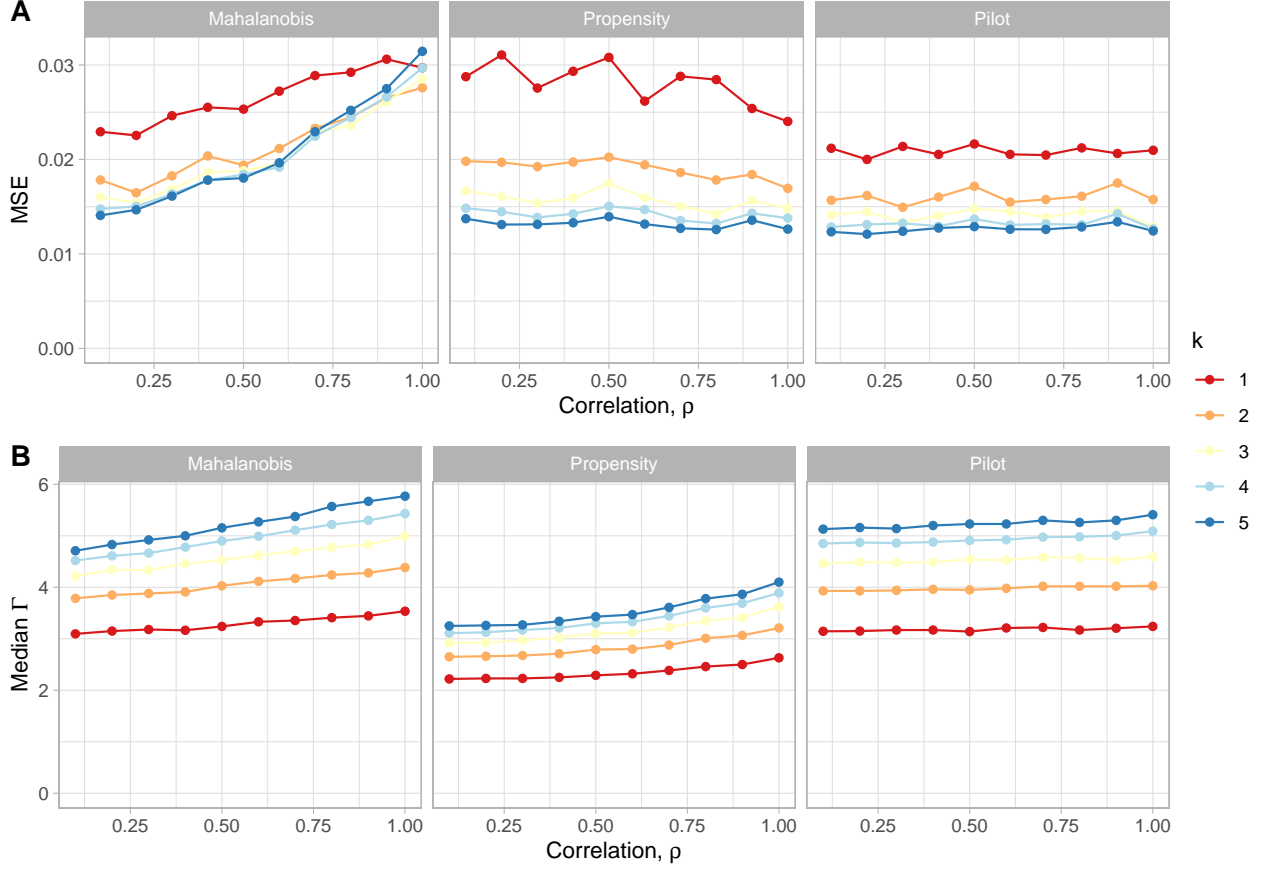 A
Mahalanobis Propensity Pilot
MSE
0.03
0.02
0.01
0.00
0.25 0.50 0.75 1.00 0.25 0.50 0.75 1.00 0.25 0.50 0.75 1.00
Correlation, ρ
k
1
2
3
4
5
B
Mahalanobis Propensity Pilot
Median Γ
6
4
2
0
0.25 0.50 0.75 1.00 0.25 0.50 0.75 1.00 0.25 0.50 0.75 1.00
Correlation, ρ